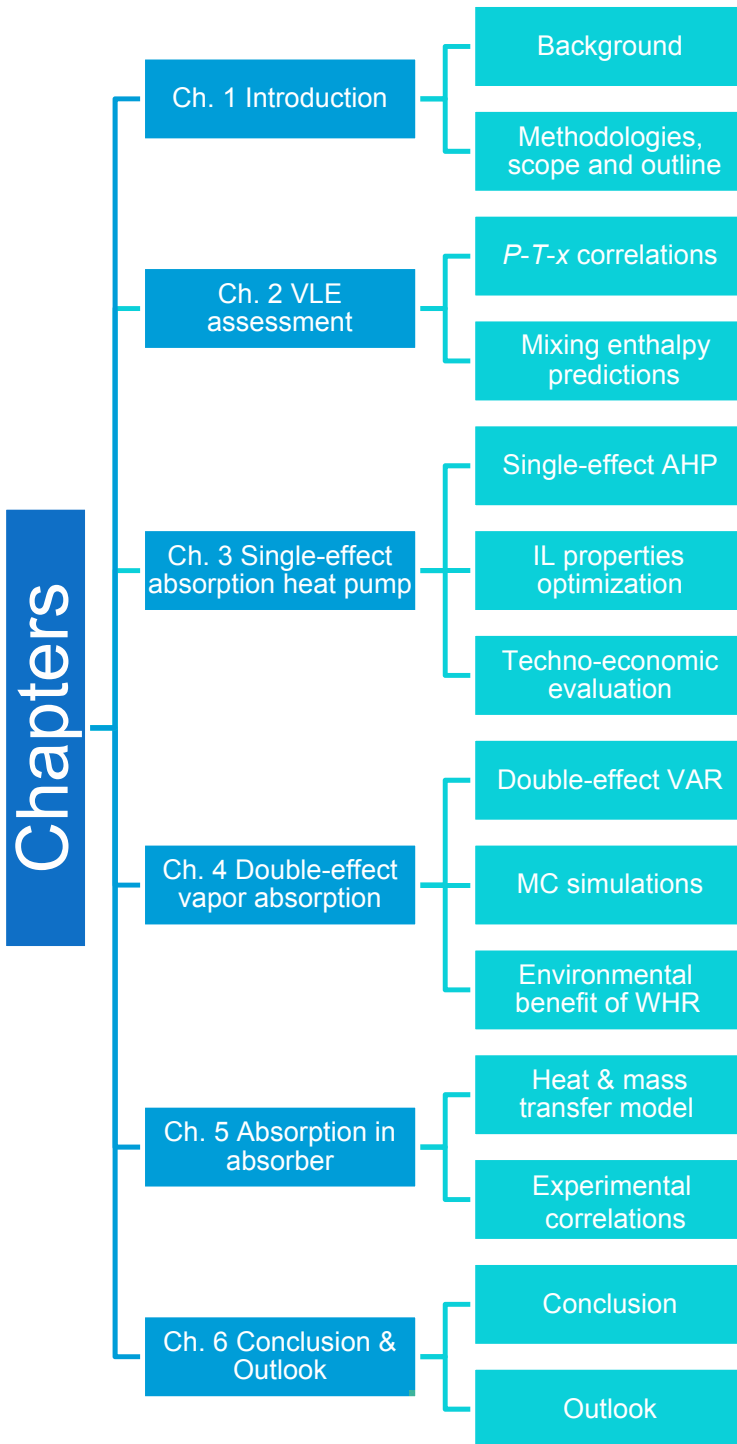 Chapters
Ch. 1 Introduction
Background
Methodologies,
scope and outline
Ch. 2 VLE
assessment
P-T-x correlations
Mixing enthalpy
predictions
Ch. 3 Single-effect
absorption heat pump
Single-effect AHP
IL properties
optimization
Techno-economic
evaluation
Ch. 4 Double-effect
vapor absorption
Double-effect VAR
MC simulations
Environmental
benefit of WHR
Ch. 5 Absorption in
absorber
Heat & mass
transfer model
Experimental
correlations
Ch. 6 Conclusion &
Outlook
Conclusion
Outlook